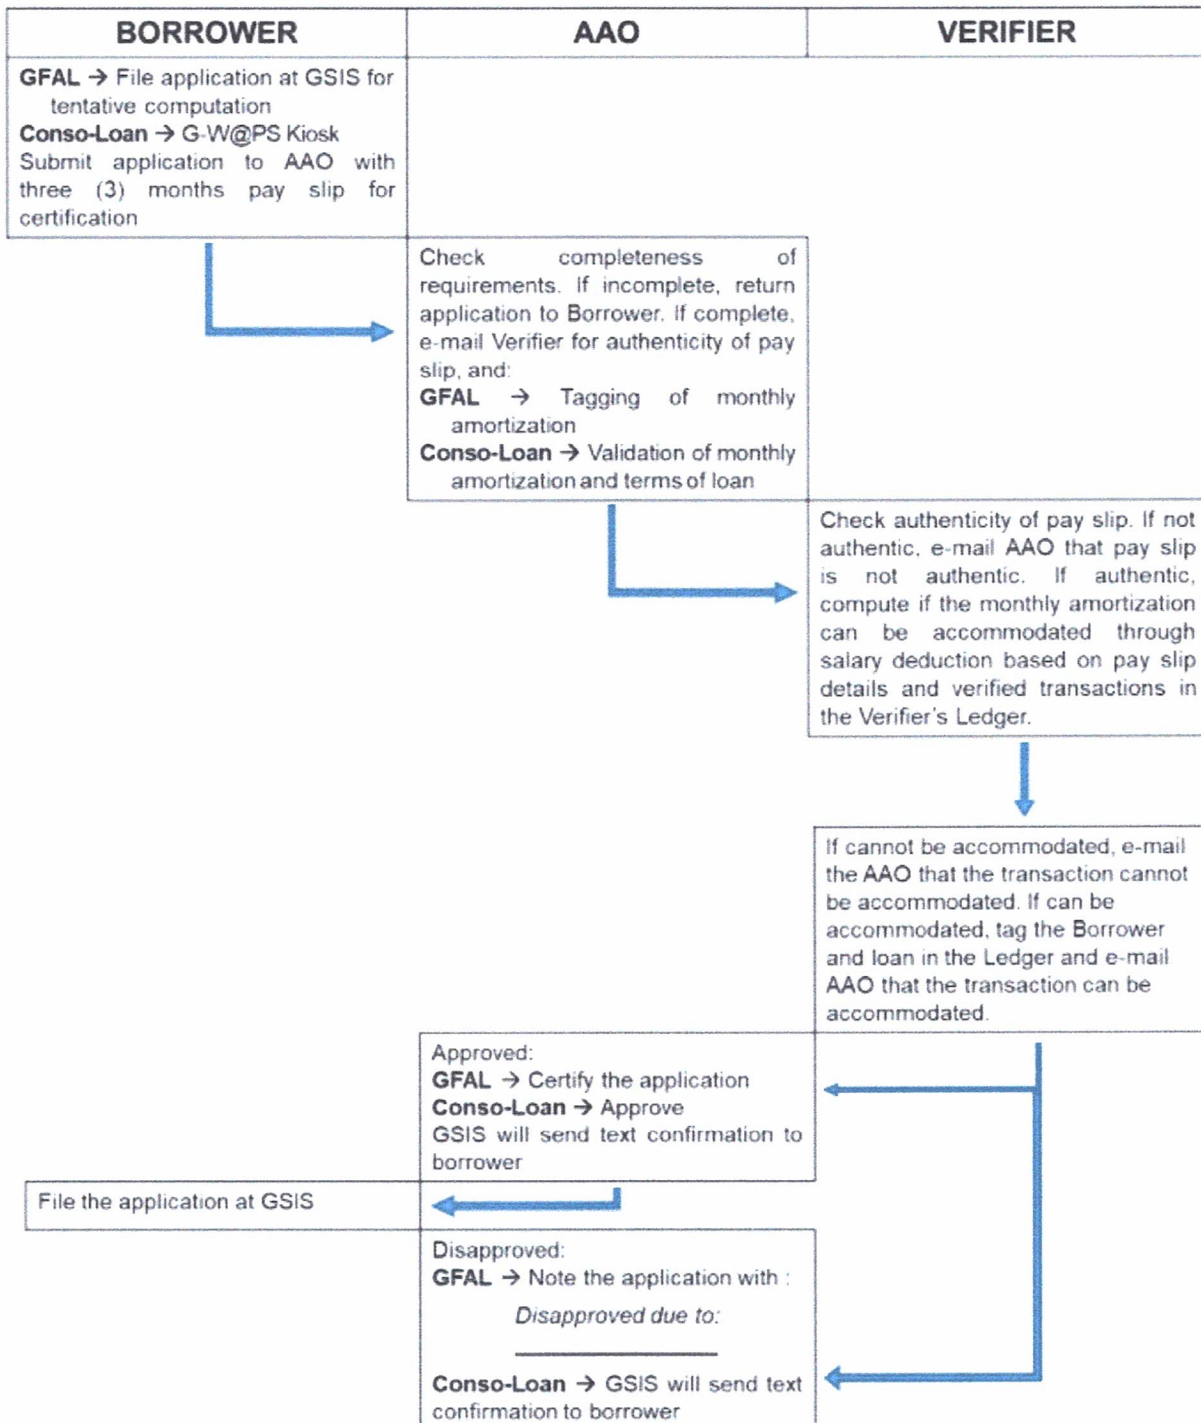 BORROWER
AAO
VERIFIER
GFAL → File application at GSIS for
tentative computation
Conso-Loan → G-W@PS Kiosk
Submit application to AAO with
three (3) months pay slip for
certification
Check completeness of
requirements. If incomplete, return
application to Borrower. If complete,
e-mail Verifier for authenticity of pay
slip, and:
GFAL → Tagging of monthly
amortization
Conso-Loan → Validation of monthly
amortization and terms of loan
Check authenticity of pay slip. If not
authentic, e-mail AAO that pay slip
is not authentic. If authentic,
compute if the monthly amortization
can be accommodated through
salary deduction based on pay slip
details and verified transactions in
the Verifier's Ledger.
If cannot be accommodated, e-mail
the AAO that the transaction cannot
be accommodated. If can be
accommodated, tag the Borrower
and loan in the Ledger and e-mail
AAO that the transaction can be
accommodated.
Approved:
GFAL → Certify the application
Conso-Loan → Approve
GSIS will send text confirmation to
borrower
File the application at GSIS
Disapproved:
GFAL → Note the application with :
Disapproved due to:
Conso-Loan → GSIS will send text
confirmation to borrower